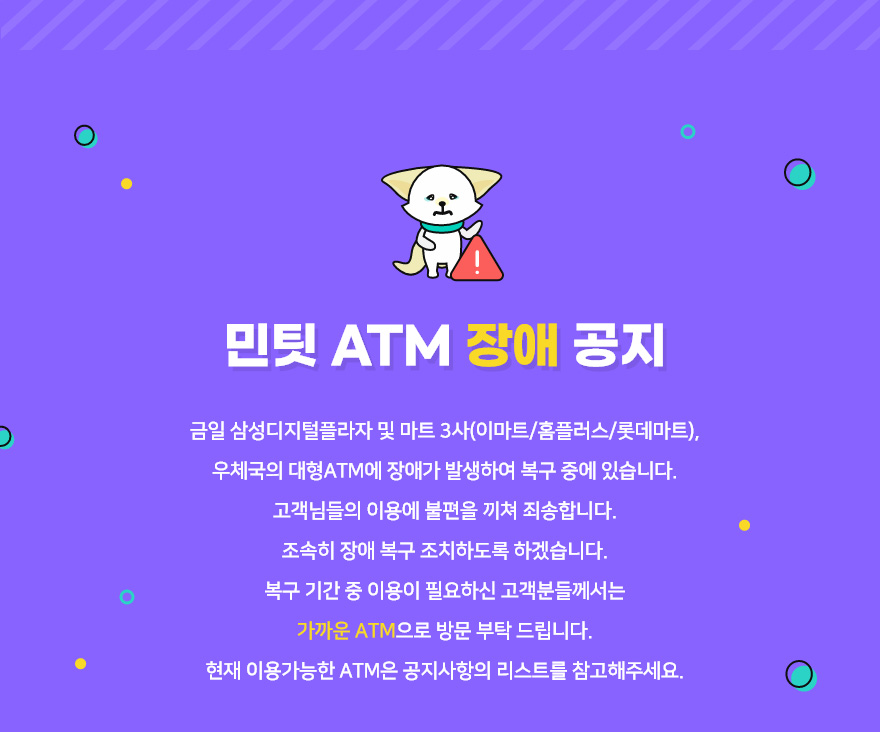 민팃 ATM 장애 공지
금일 삼성디지털플라자 및 마트 3사(이마트/홈플러스/롯데마트),
우체국의 대형ATM에 장애가 발생하여 복구 중에 있습니다.
고객님들의 이용에 불편을 끼쳐 죄송합니다.
조속히 장애 복구 조치하도록 하겠습니다.
복구 기간 중 이용이 필요하신 고객분들께서는
가까운 ATM으로 방문 부탁 드립니다.
현재 이용가능한 ATM은 공지사항의 리스트를 참고해주세요.